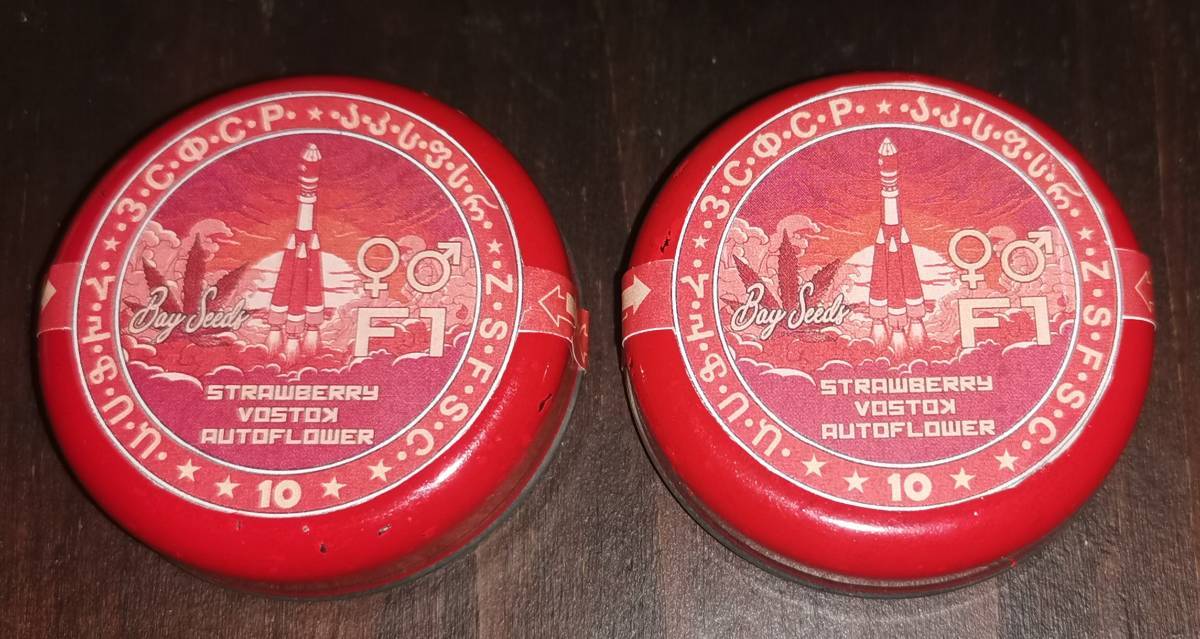 З·С·Ф·С·Р· ★ ·ა·კ·ს·ფ·ს·რ· ★ Z·S·F·S·C· ★ ★ 10 ★ ★ Ա·Ս·Ֆ·Խ·Հ· ★
♀♂
Bay Seeds
F1
STRAWBERRY
VOSTOK
AUTOFLOWER
З·С·Ф·С·Р· ★ ·ა·კ·ს·ფ·ს·რ· ★ Z·S·F·S·C· ★ ★ 10 ★ ★ Ա·Ս·Ֆ·Խ·Հ· ★
♀♂
Bay Seeds
F1
STRAWBERRY
VOSTOK
AUTOFLOWER